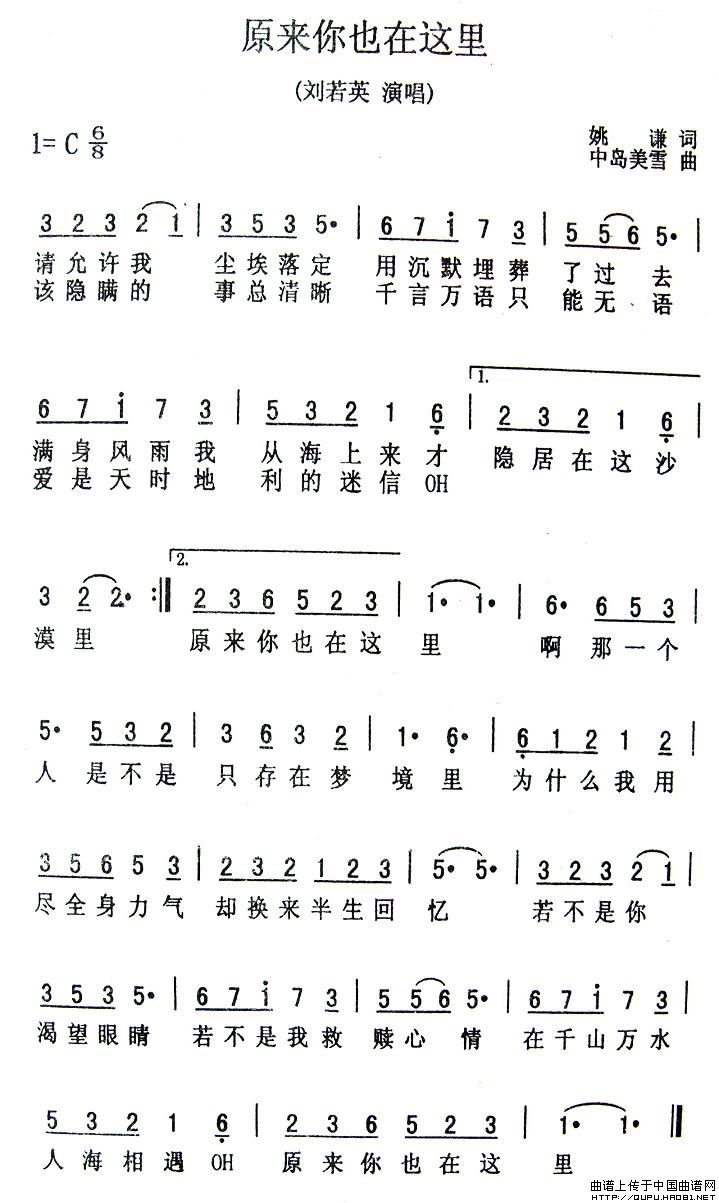 原来你也在这里
(刘若英 演唱)
1= C 6/8
姚 谦 词
中岛美雪 曲
3 2 3 2 1 | 3 5 3 5· | 6 7 i 7 3 | 5 5 6 5· |
请允许我 尘埃落定 用沉默埋葬 了过去
该隐瞒的 事总清晰 千言万语只 能无语
1.
6 7 i 7 3 | 5 3 2 1 6̣ | 2 3 2 1 6̣ |
满身风雨我 从海上来才 隐居在这沙
爱是天时地 利的迷信OH
2.
3 2 2· :‖ 2 3 6 5 2 3 | 1· 1· | 6· 6 5 3 |
漠里 原来你也在这 里 啊那一个
5· 5 3 2 | 3 6 3 2 | 1· 6̣· | 6̣ 1 2 1 2 |
人是不是 只存在梦 境里 为什么我用
3 5 6 5 3 | 2 3 2 1 2 3 | 5· 5· | 3 2 3 2 1 |
尽全身力气 却换来半生回 忆 若不是你
3 5 3 5· | 6 7 i 7 3 | 5 5 6 5· | 6 7 i 7 3 |
渴望眼睛 若不是我救 赎心情 在千山万水
5 3 2 1 6̣ | 2 3 6 5 2 3 | 1· 1· ‖
人海相遇OH 原来你也在这 里
曲谱上传于中国曲谱网
HTTP://QUPU.HAO81.NET